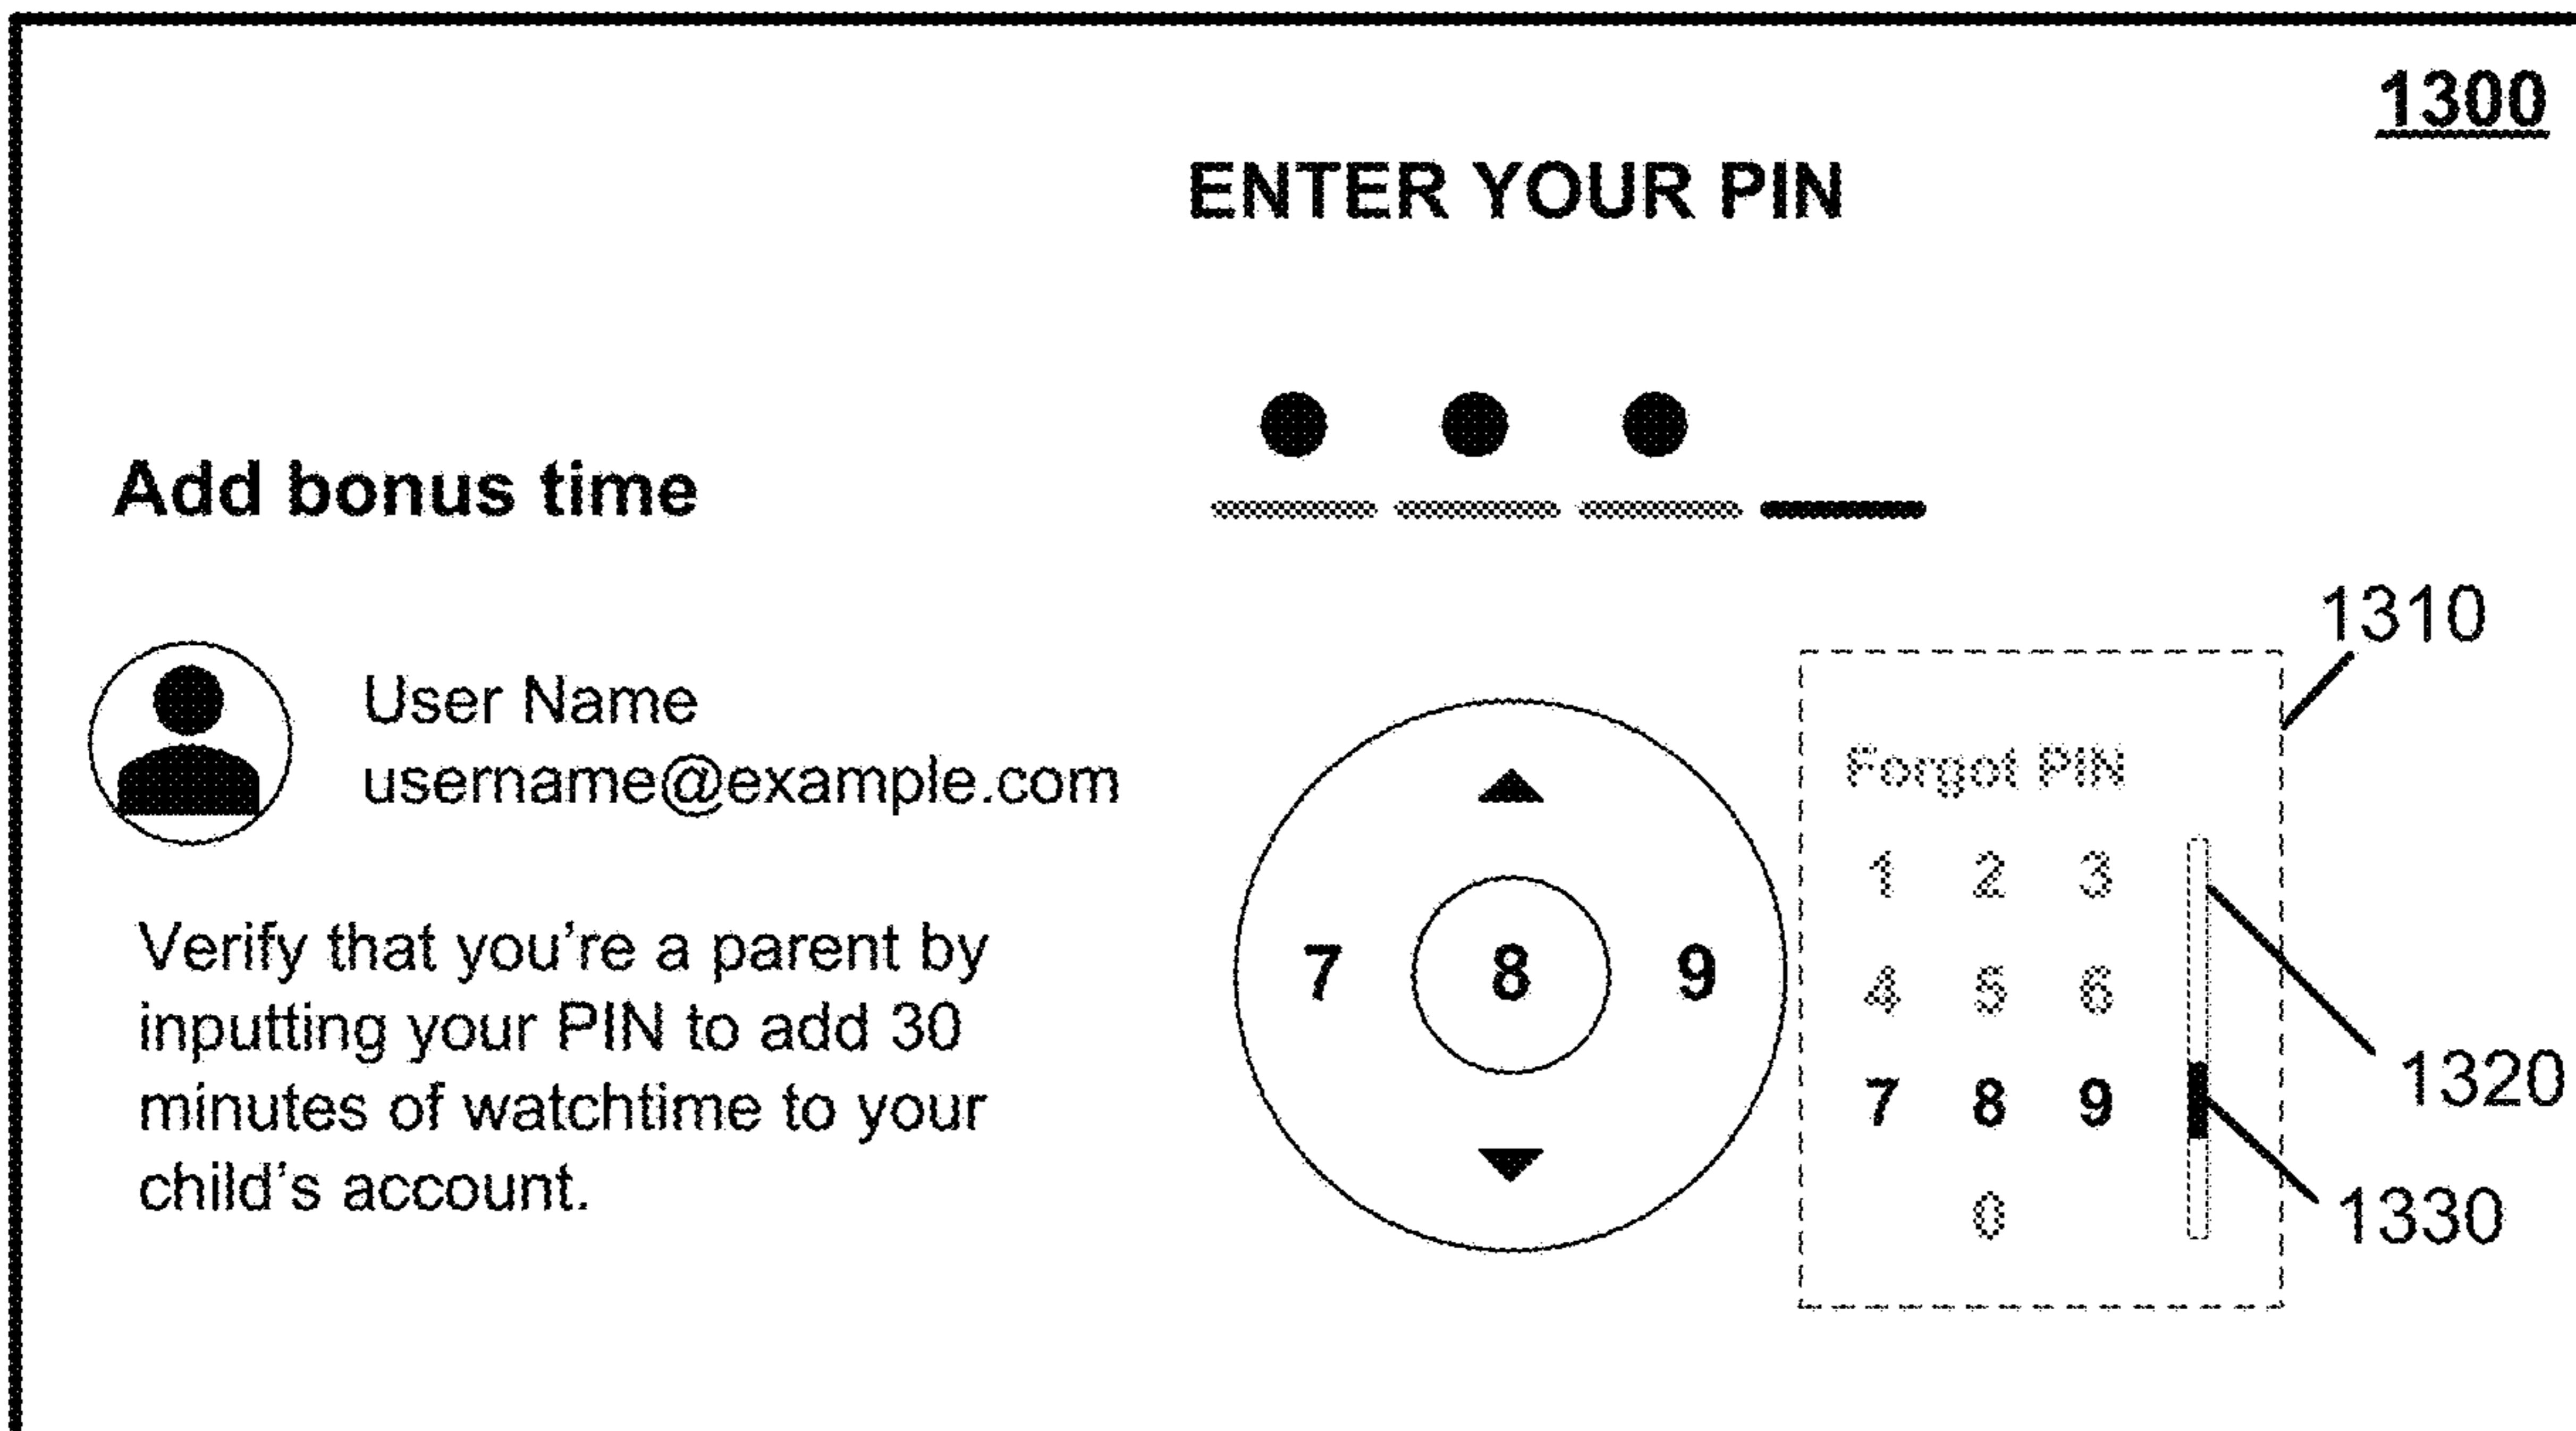 1300
ENTER YOUR PIN
Add bonus time
User Name
username@example.com
Verify that you're a parent by
inputting your PIN to add 30
minutes of watchtime to your
child's account.
7 8 9
1310
Forgot PIN
1 2 3
4 5 6
7 8 9
0
1320
1330